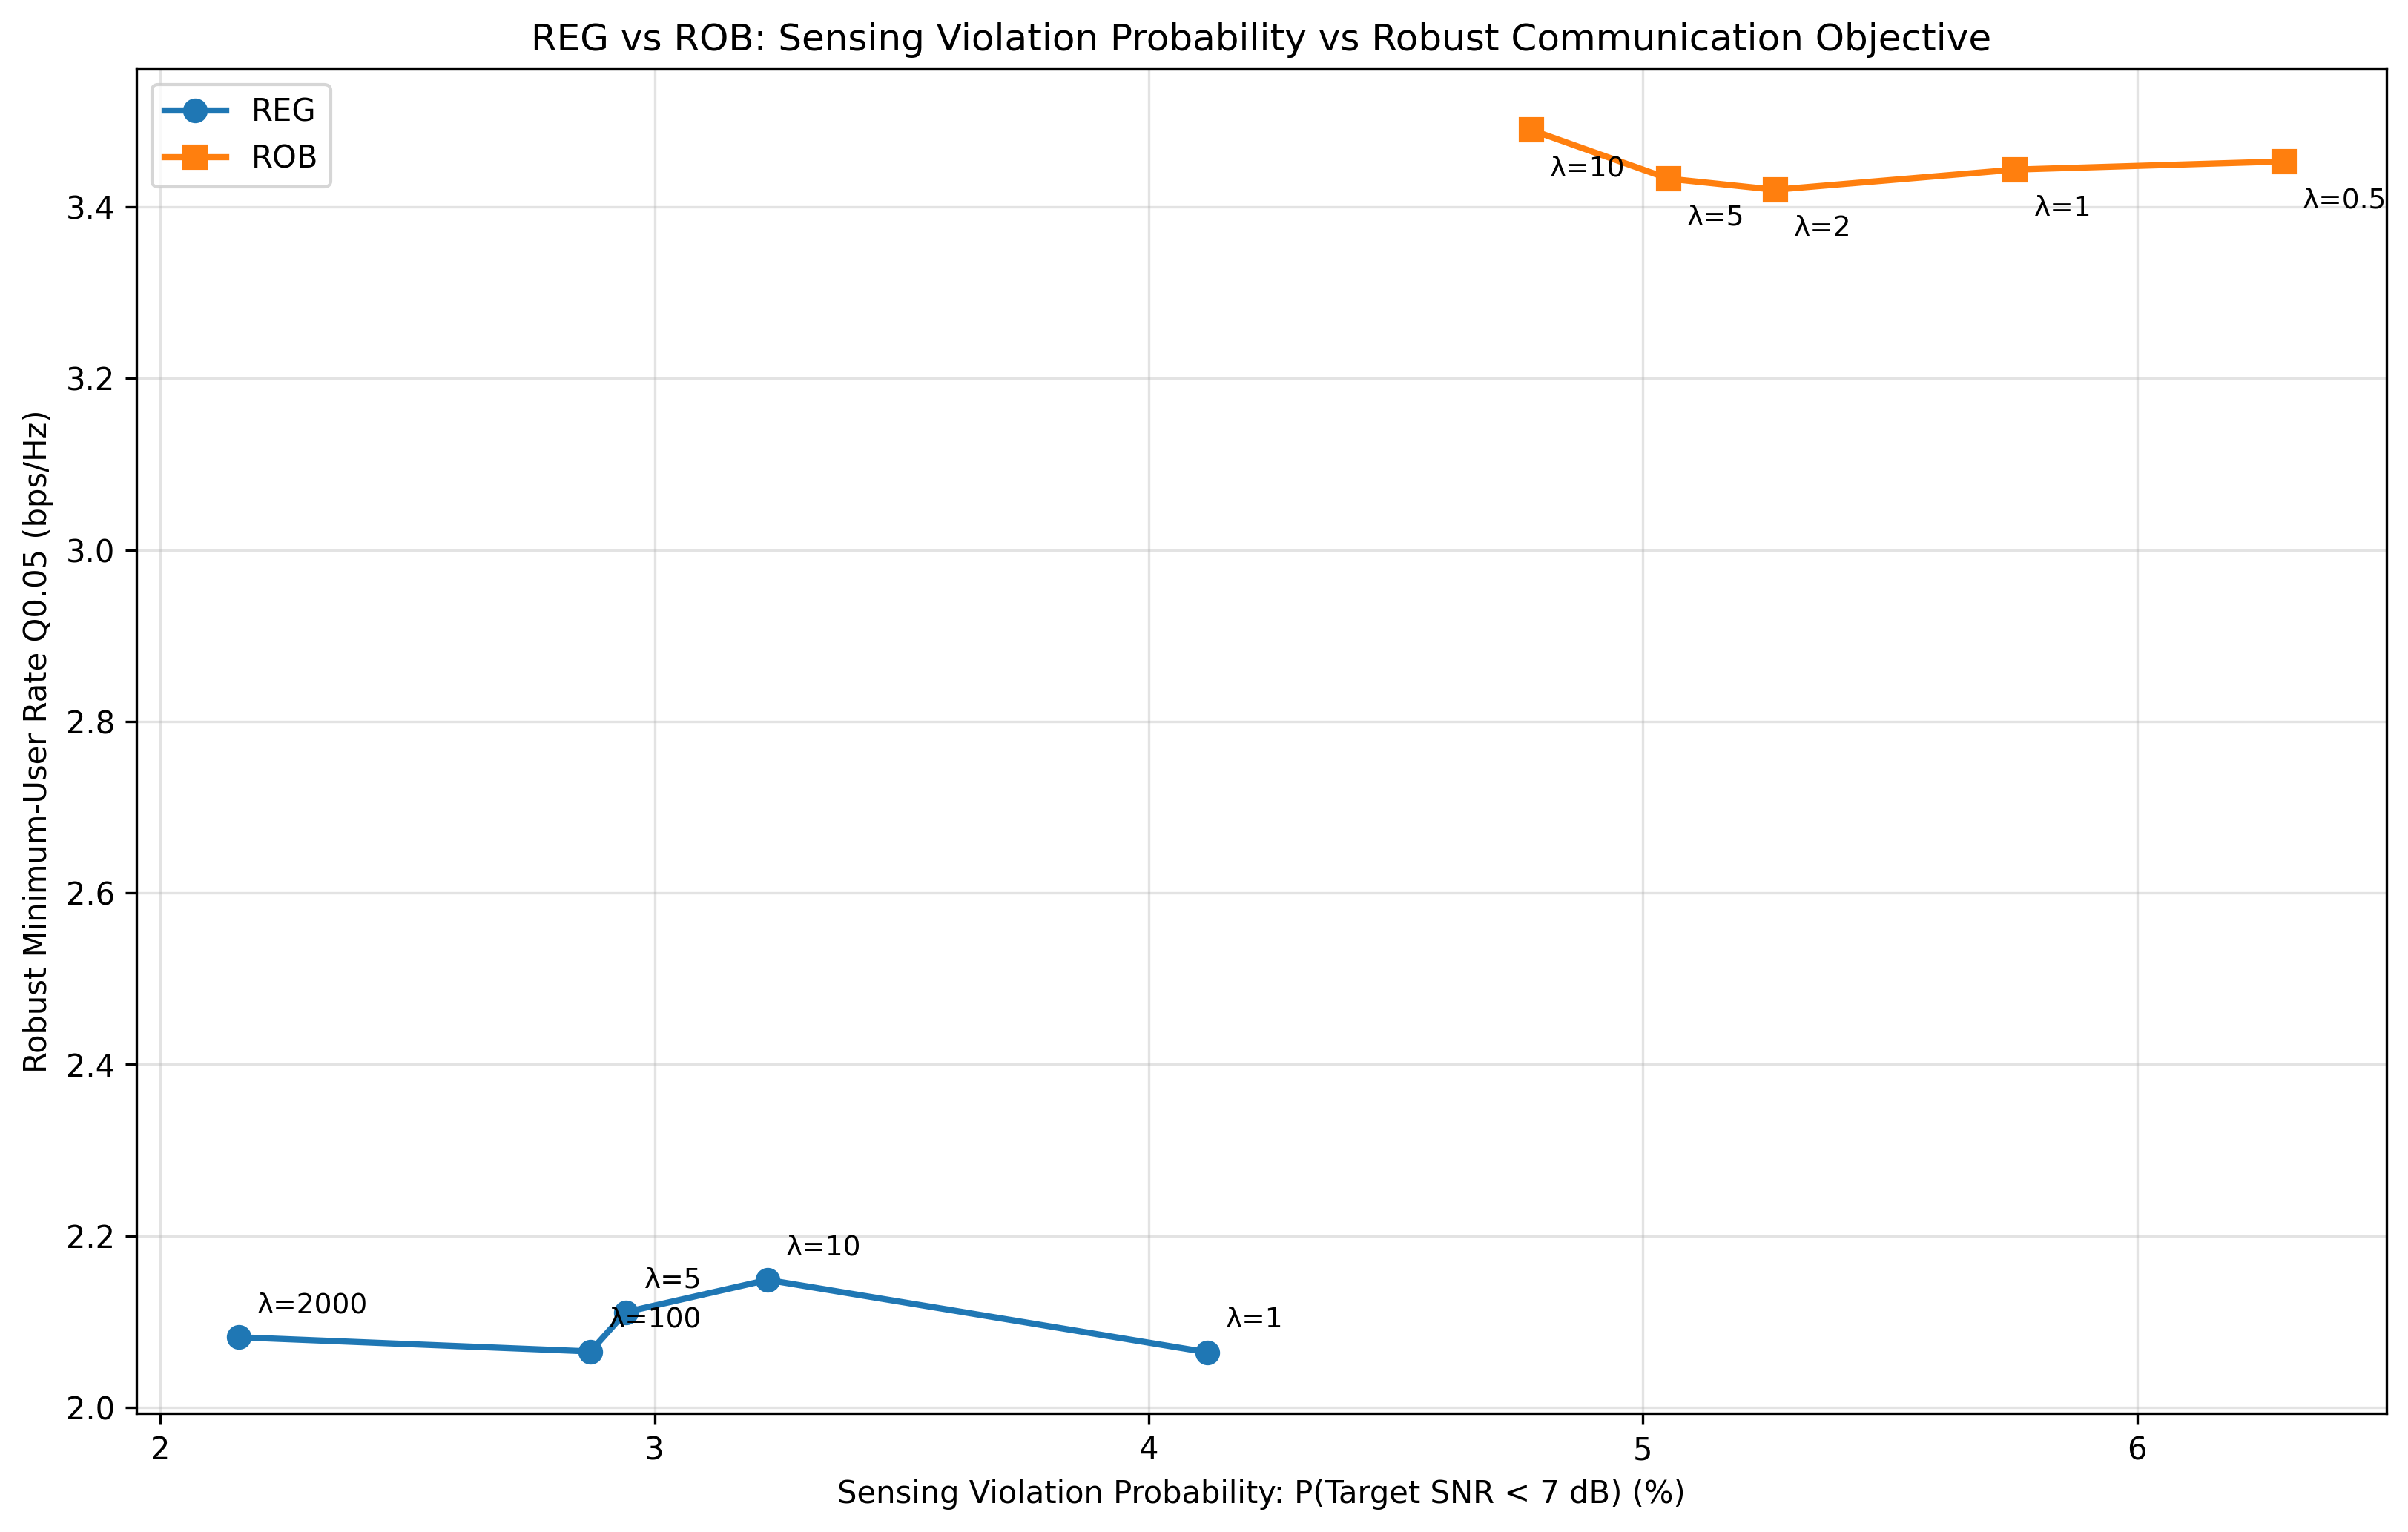 REG vs ROB: Sensing Violation Probability vs Robust Communication Objective
REG
ROB
λ=10
λ=5
λ=2
λ=1
λ=0.5
3.4
3.2
3.0
2.8
2.6
2.4
2.2
2.0
Robust Minimum-User Rate Q0.05 (bps/Hz)
λ=2000
λ=5
λ=100
λ=10
λ=1
2
3
4
5
6
Sensing Violation Probability: P(Target SNR < 7 dB) (%)